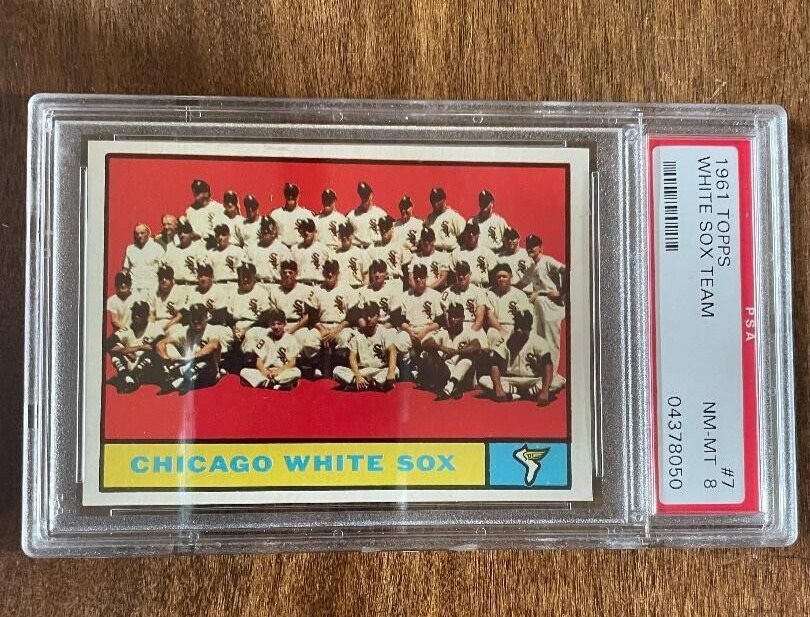 CHICAGO WHITE SOX
PSA
1961 TOPPS #7
WHITE SOX TEAM NM-MT 8
04378050